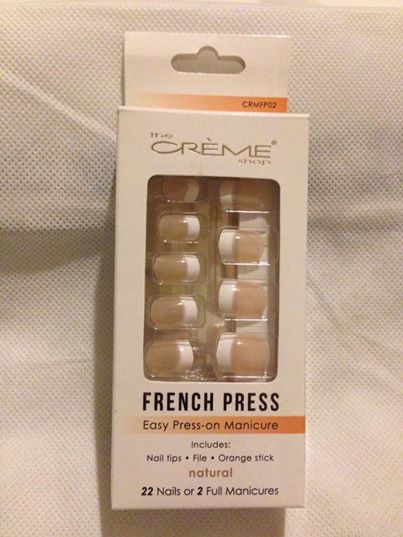 CRMFP02
the
CRÈME®
shop
FRENCH PRESS
Easy Press-on Manicure
Includes:
Nail tips • File • Orange stick
natural
22 Nails or 2 Full Manicures